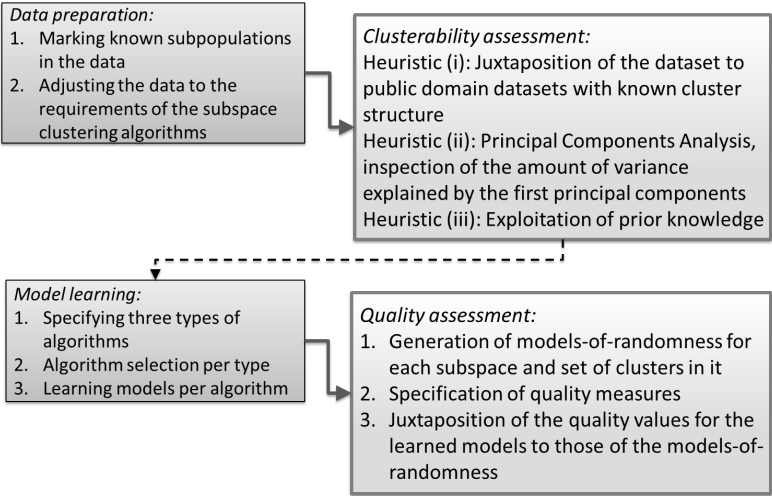 Data preparation:
1. Marking known subpopulations
in the data
2. Adjusting the data to the
requirements of the subspace
clustering algorithms
Clusterability assessment:
Heuristic (i): Juxtaposition of the dataset to
public domain datasets with known cluster
structure
Heuristic (ii): Principal Components Analysis,
inspection of the amount of variance
explained by the first principal components
Heuristic (iii): Exploitation of prior knowledge
Model learning:
1. Specifying three types of
algorithms
2. Algorithm selection per type
3. Learning models per algorithm
Quality assessment:
1. Generation of models-of-randomness for
each subspace and set of clusters in it
2. Specification of quality measures
3. Juxtaposition of the quality values for the
learned models to those of the models-of-
randomness